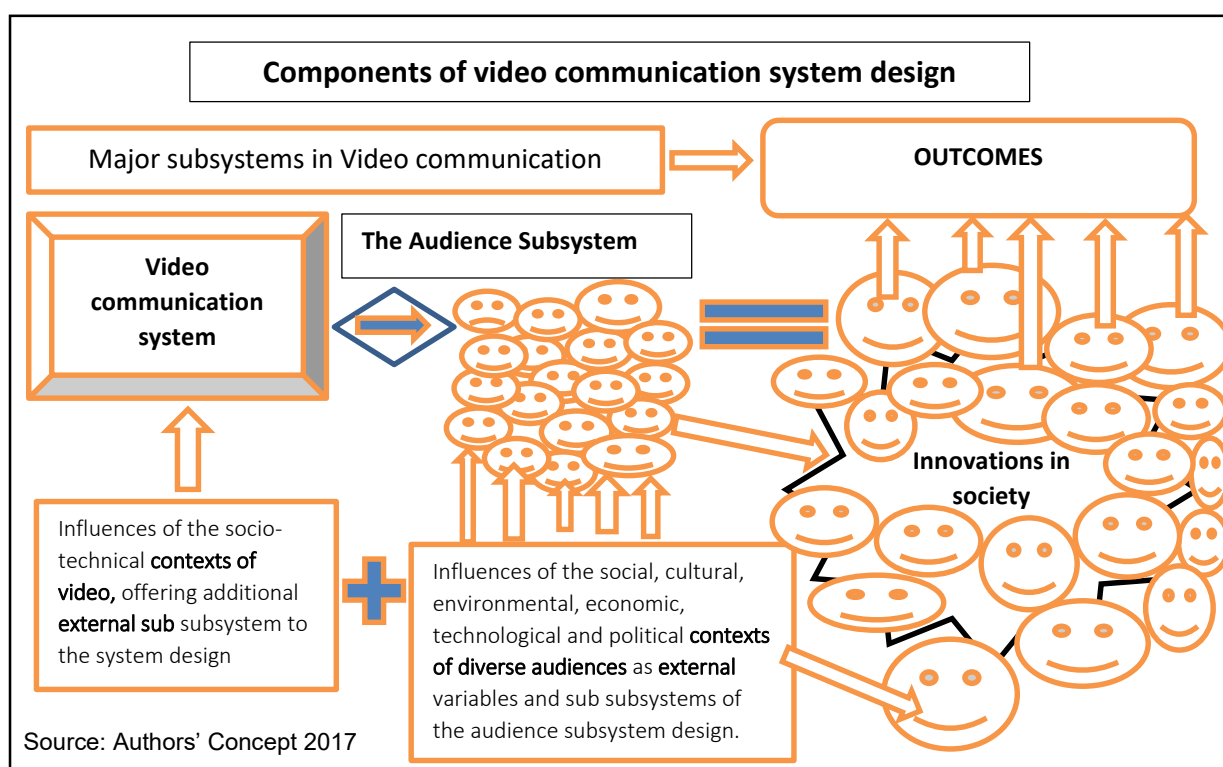 Components of video communication system design
Major subsystems in Video communication
OUTCOMES
Video
communication
system
The Audience Subsystem
Innovations in
society
Influences of the socio-
technical contexts of
video, offering additional
external sub subsystem to
the system design
Influences of the social, cultural,
environmental, economic,
technological and political contexts
of diverse audiences as external
variables and sub subsystems of
the audience subsystem design.
Source: Authors’ Concept 2017